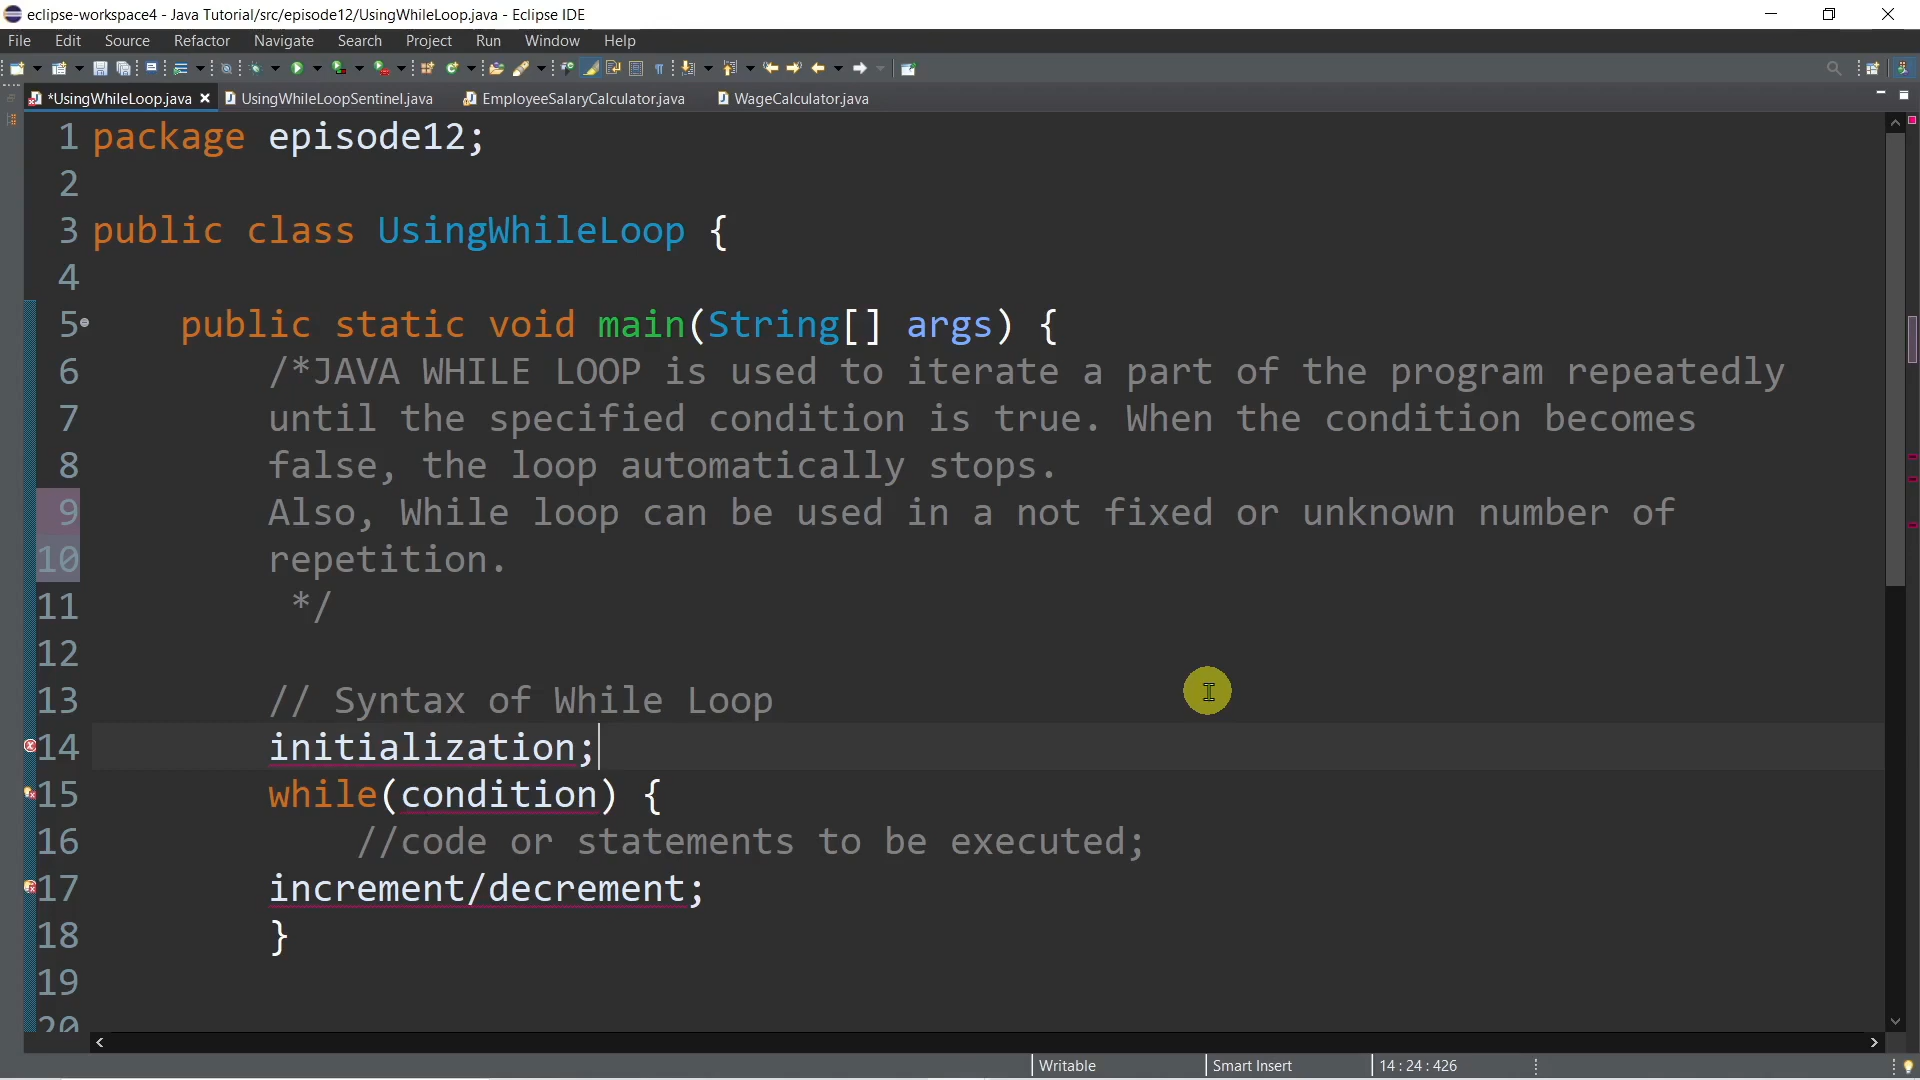 eclipse-workspace4 - Java Tutorial/src/episode12/UsingWhileLoop.java - Eclipse IDE
File Edit Source Refactor Navigate Search Project Run Window Help
*UsingWhileLoop.java UsingWhileLoopSentinel.java EmployeeSalaryCalculator.java WageCalculator.java
1 package episode12;
2
3 public class UsingWhileLoop {
4
5 public static void main(String[] args) {
6 /*JAVA WHILE LOOP is used to iterate a part of the program repeatedly
7 until the specified condition is true. When the condition becomes
8 false, the loop automatically stops.
9 Also, While loop can be used in a not fixed or unknown number of
10 repetition.
11 */
12
13 // Syntax of While Loop
14 initialization;
15 while(condition) {
16 //code or statements to be executed;
17 increment/decrement;
18 }
19
20
Writable Smart Insert 14 : 24 : 426